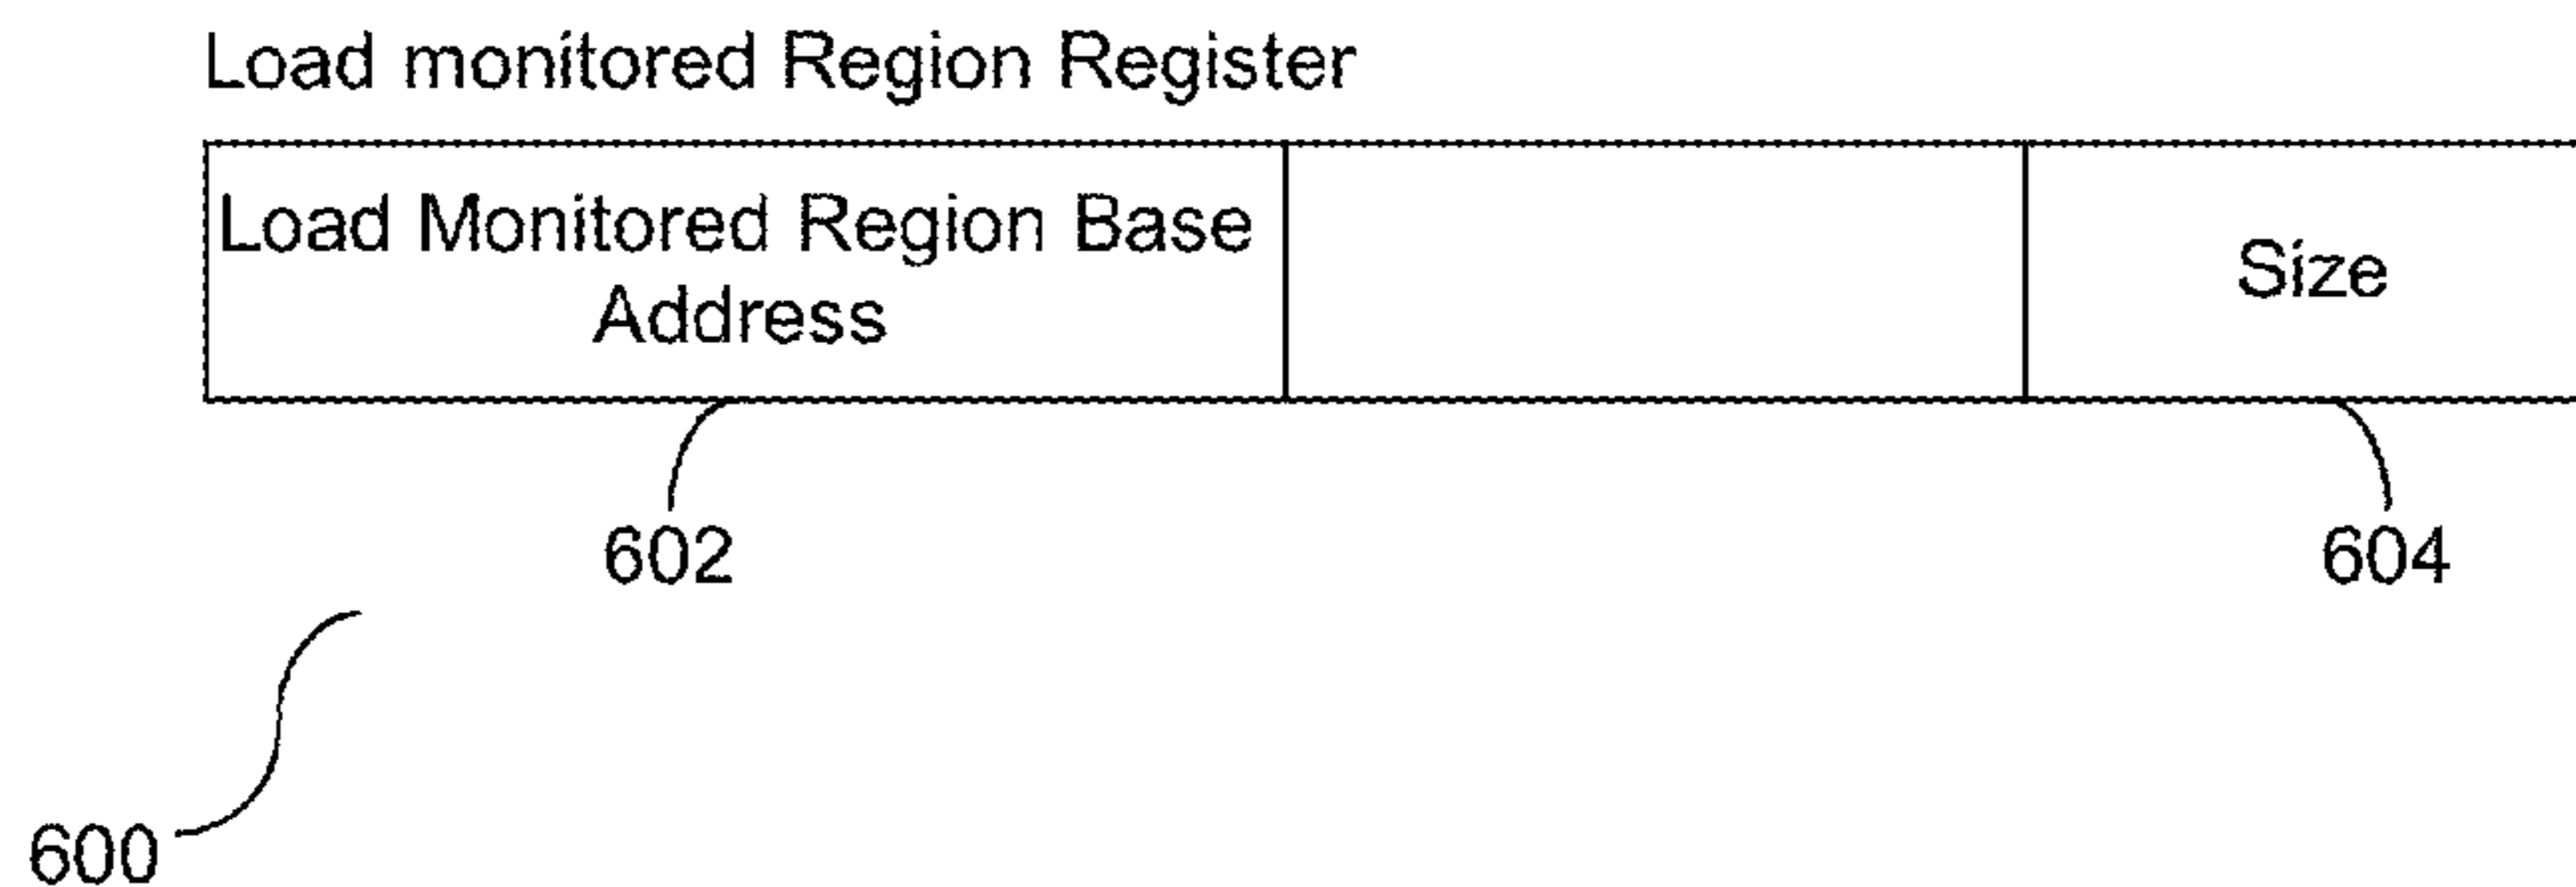 Load monitored Region Register
Load Monitored Region Base
Address
Size
602
604
600